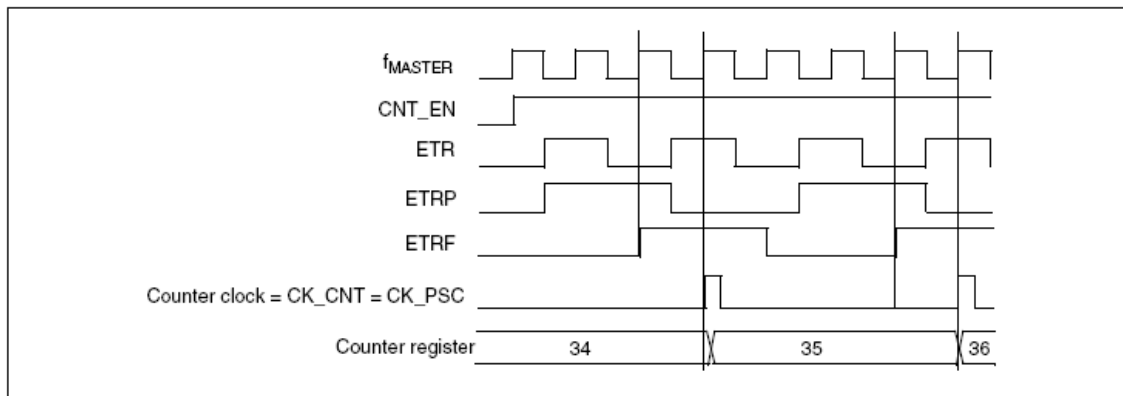 fMASTER
CNT_EN
ETR
ETRP
ETRF
Counter clock = CK_CNT = CK_PSC
Counter register 34 35 36